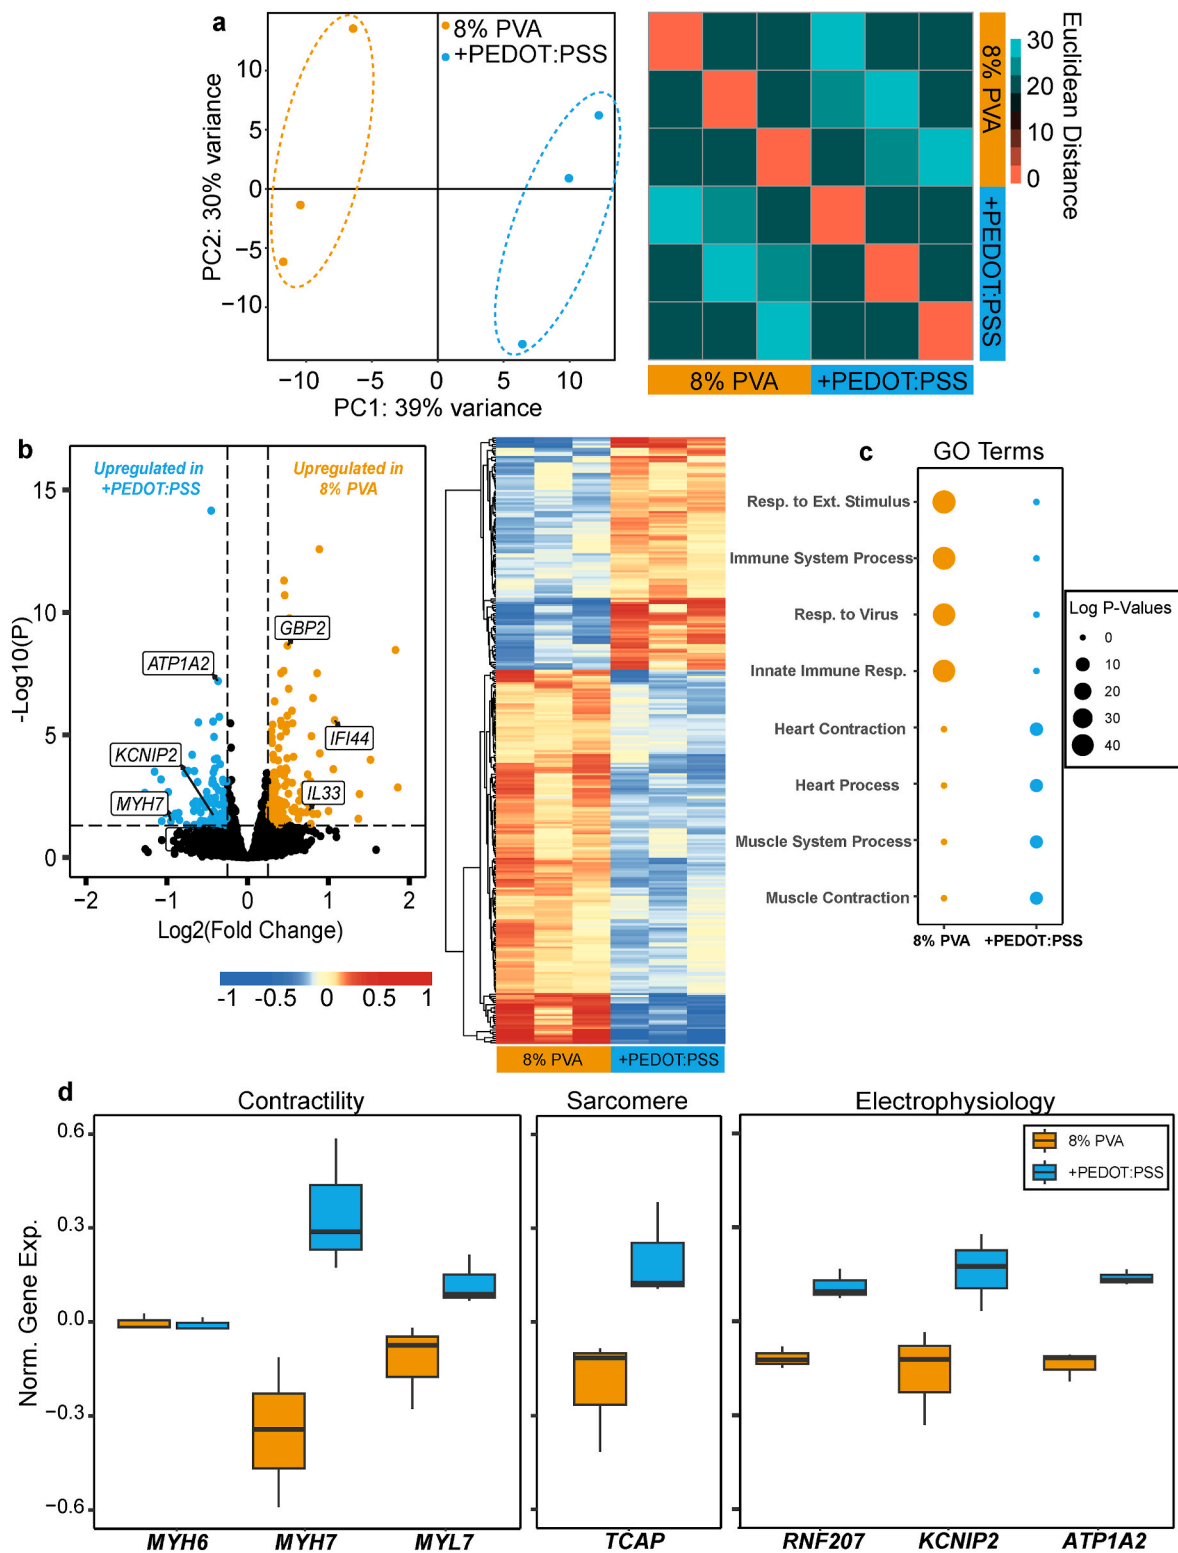 a
8% PVA
+PEDOT:PSS
10
5
0
−5
−10
PC2: 30% variance
−10
−5
0
5
10
PC1: 39% variance
8% PVA
+PEDOT:PSS
8% PVA
+PEDOT:PSS
30
20
10
0
Euclidean Distance
b
Upregulated in
+PEDOT:PSS
Upregulated in
8% PVA
15
10
5
0
-Log10(P)
GBP2
ATP1A2
IFI44
KCNIP2
IL33
MYH7
−2
−1
0
1
2
Log2(Fold Change)
-1
-0.5
0
0.5
1
8% PVA
+PEDOT:PSS
c
GO Terms
Resp. to Ext. Stimulus
Immune System Process
Resp. to Virus
Innate Immune Resp.
Heart Contraction
Heart Process
Muscle System Process
Muscle Contraction
8% PVA
+PEDOT:PSS
Log P-Values
0
10
20
30
40
d
Contractility
Sarcomere
Electrophysiology
0.6
0.3
0.0
−0.3
−0.6
Norm. Gene Exp.
8% PVA
+PEDOT:PSS
MYH6
MYH7
MYL7
TCAP
RNF207
KCNIP2
ATP1A2